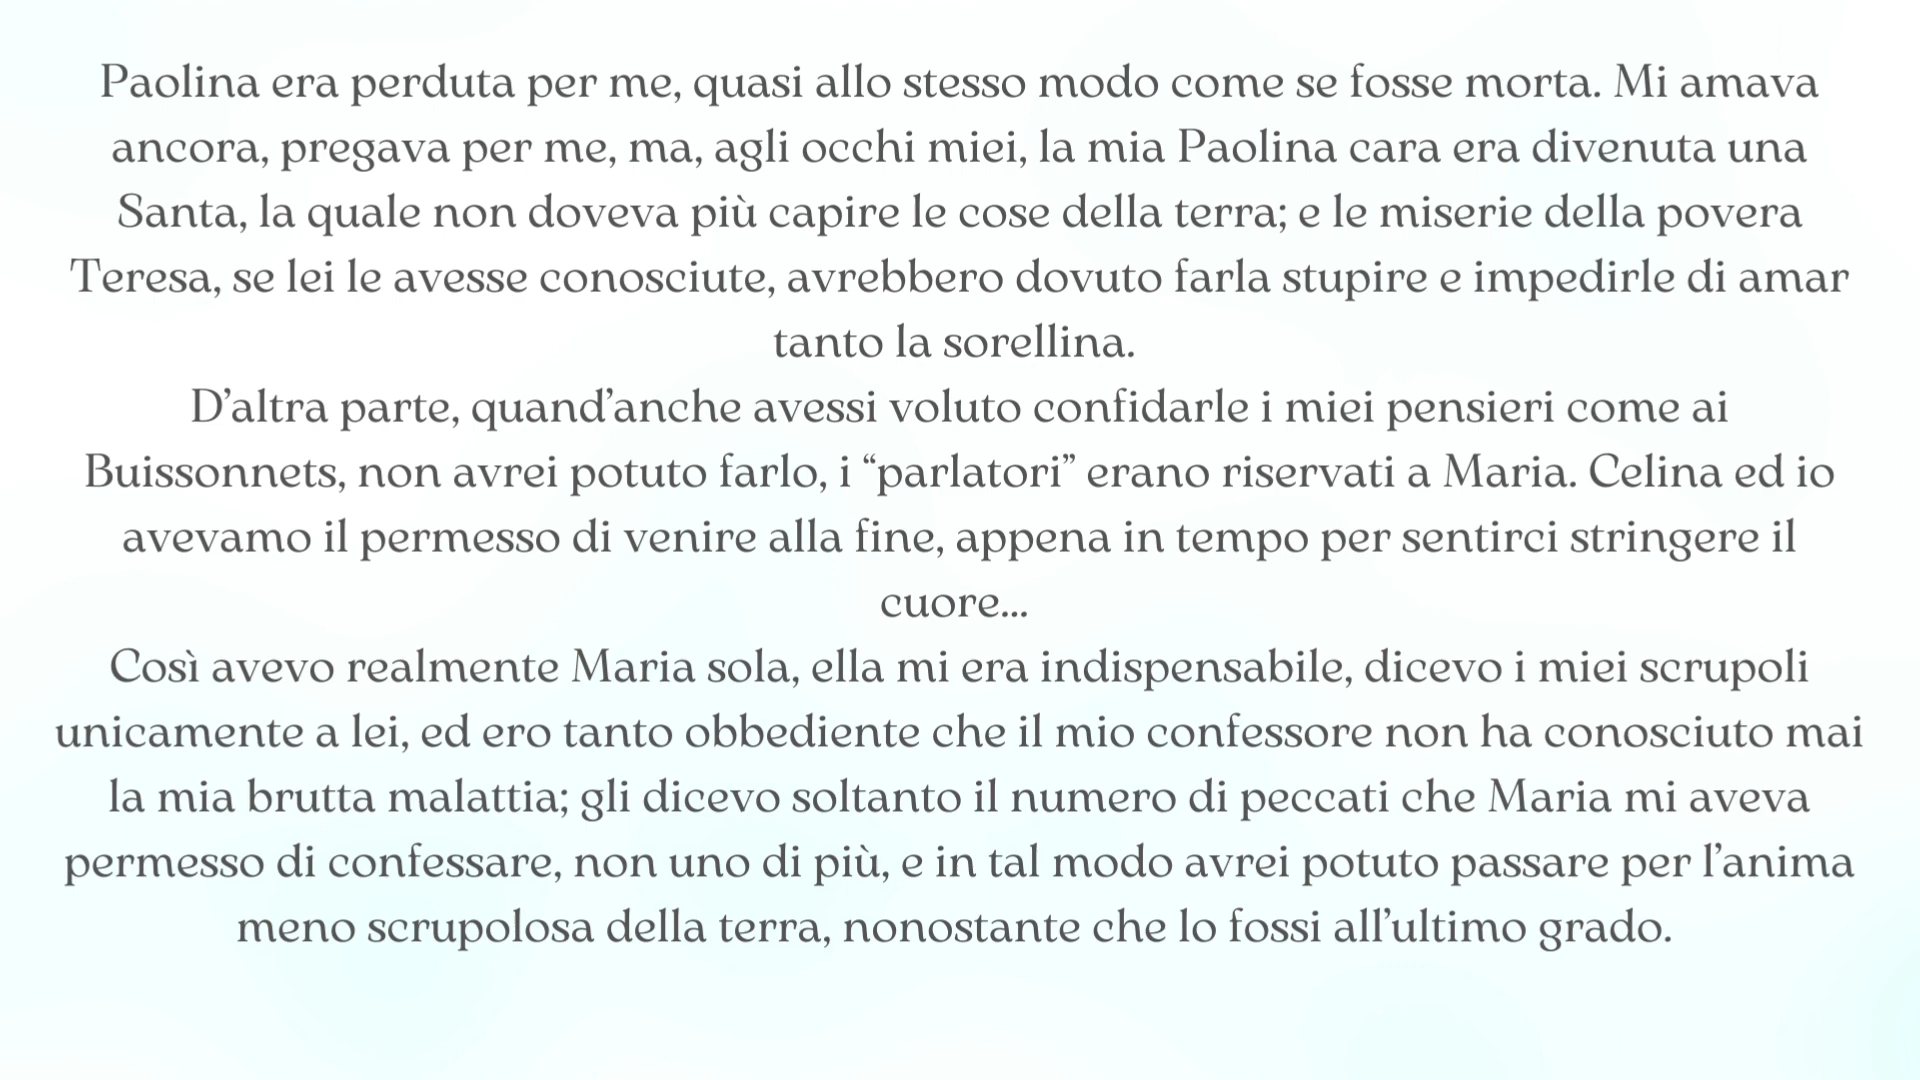 Paolina era perduta per me, quasi allo stesso modo come se fosse morta. Mi amava
ancora, pregava per me, ma, agli occhi miei, la mia Paolina cara era divenuta una
Santa, la quale non doveva più capire le cose della terra; e le miserie della povera
Teresa, se lei le avesse conosciute, avrebbero dovuto farla stupire e impedirle di amar
tanto la sorellina.
D’altra parte, quand’anche avessi voluto confidarle i miei pensieri come ai
Buissonnets, non avrei potuto farlo, i “parlatori” erano riservati a Maria. Celina ed io
avevamo il permesso di venire alla fine, appena in tempo per sentirci stringere il
cuore...
Così avevo realmente Maria sola, ella mi era indispensabile, dicevo i miei scrupoli
unicamente a lei, ed ero tanto obbediente che il mio confessore non ha conosciuto mai
la mia brutta malattia; gli dicevo soltanto il numero di peccati che Maria mi aveva
permesso di confessare, non uno di più, e in tal modo avrei potuto passare per l’anima
meno scrupolosa della terra, nonostante che lo fossi all’ultimo grado.